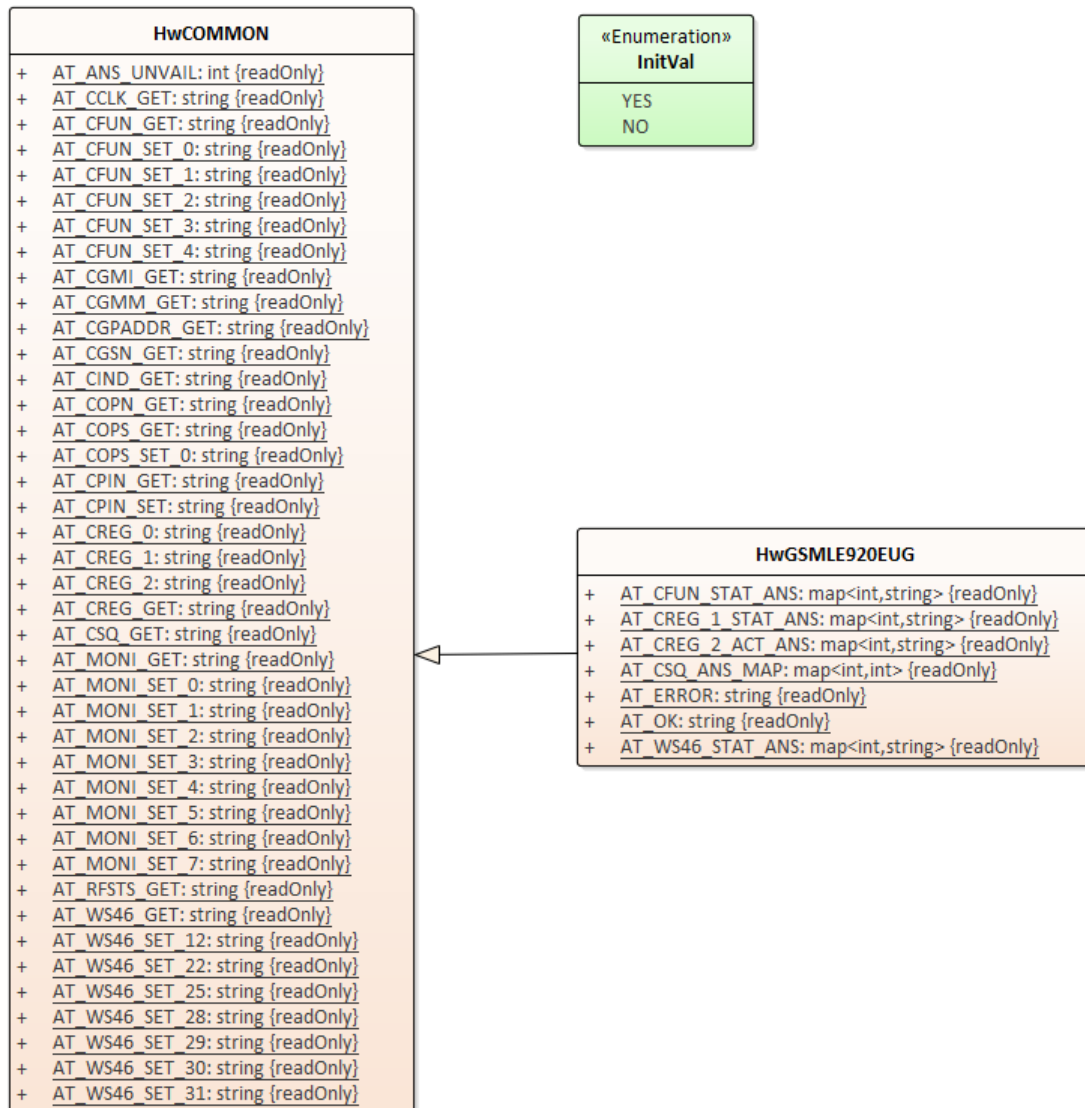 HwCOMMON
+ AT_ANS_UNVAIL: int {readOnly}
+ AT_CCLK_GET: string {readOnly}
+ AT_CFUN_GET: string {readOnly}
+ AT_CFUN_SET_0: string {readOnly}
+ AT_CFUN_SET_1: string {readOnly}
+ AT_CFUN_SET_2: string {readOnly}
+ AT_CFUN_SET_3: string {readOnly}
+ AT_CFUN_SET_4: string {readOnly}
+ AT_CGMI_GET: string {readOnly}
+ AT_CGMM_GET: string {readOnly}
+ AT_CGPADDR_GET: string {readOnly}
+ AT_CGSN_GET: string {readOnly}
+ AT_CIND_GET: string {readOnly}
+ AT_COPN_GET: string {readOnly}
+ AT_COPS_GET: string {readOnly}
+ AT_COPS_SET_0: string {readOnly}
+ AT_CPIN_GET: string {readOnly}
+ AT_CPIN_SET: string {readOnly}
+ AT_CREG_0: string {readOnly}
+ AT_CREG_1: string {readOnly}
+ AT_CREG_2: string {readOnly}
+ AT_CREG_GET: string {readOnly}
+ AT_CSQ_GET: string {readOnly}
+ AT_MONI_GET: string {readOnly}
+ AT_MONI_SET_0: string {readOnly}
+ AT_MONI_SET_1: string {readOnly}
+ AT_MONI_SET_2: string {readOnly}
+ AT_MONI_SET_3: string {readOnly}
+ AT_MONI_SET_4: string {readOnly}
+ AT_MONI_SET_5: string {readOnly}
+ AT_MONI_SET_6: string {readOnly}
+ AT_MONI_SET_7: string {readOnly}
+ AT_RFSTS_GET: string {readOnly}
+ AT_WS46_GET: string {readOnly}
+ AT_WS46_SET_12: string {readOnly}
+ AT_WS46_SET_22: string {readOnly}
+ AT_WS46_SET_25: string {readOnly}
+ AT_WS46_SET_28: string {readOnly}
+ AT_WS46_SET_29: string {readOnly}
+ AT_WS46_SET_30: string {readOnly}
+ AT_WS46_SET_31: string {readOnly}
«Enumeration»
InitVal
YES
NO
HwGSMLE920EUG
+ AT_CFUN_STAT_ANS: map<int,string> {readOnly}
+ AT_CREG_1_STAT_ANS: map<int,string> {readOnly}
+ AT_CREG_2_ACT_ANS: map<int,string> {readOnly}
+ AT_CSQ_ANS_MAP: map<int,int> {readOnly}
+ AT_ERROR: string {readOnly}
+ AT_OK: string {readOnly}
+ AT_WS46_STAT_ANS: map<int,string> {readOnly}